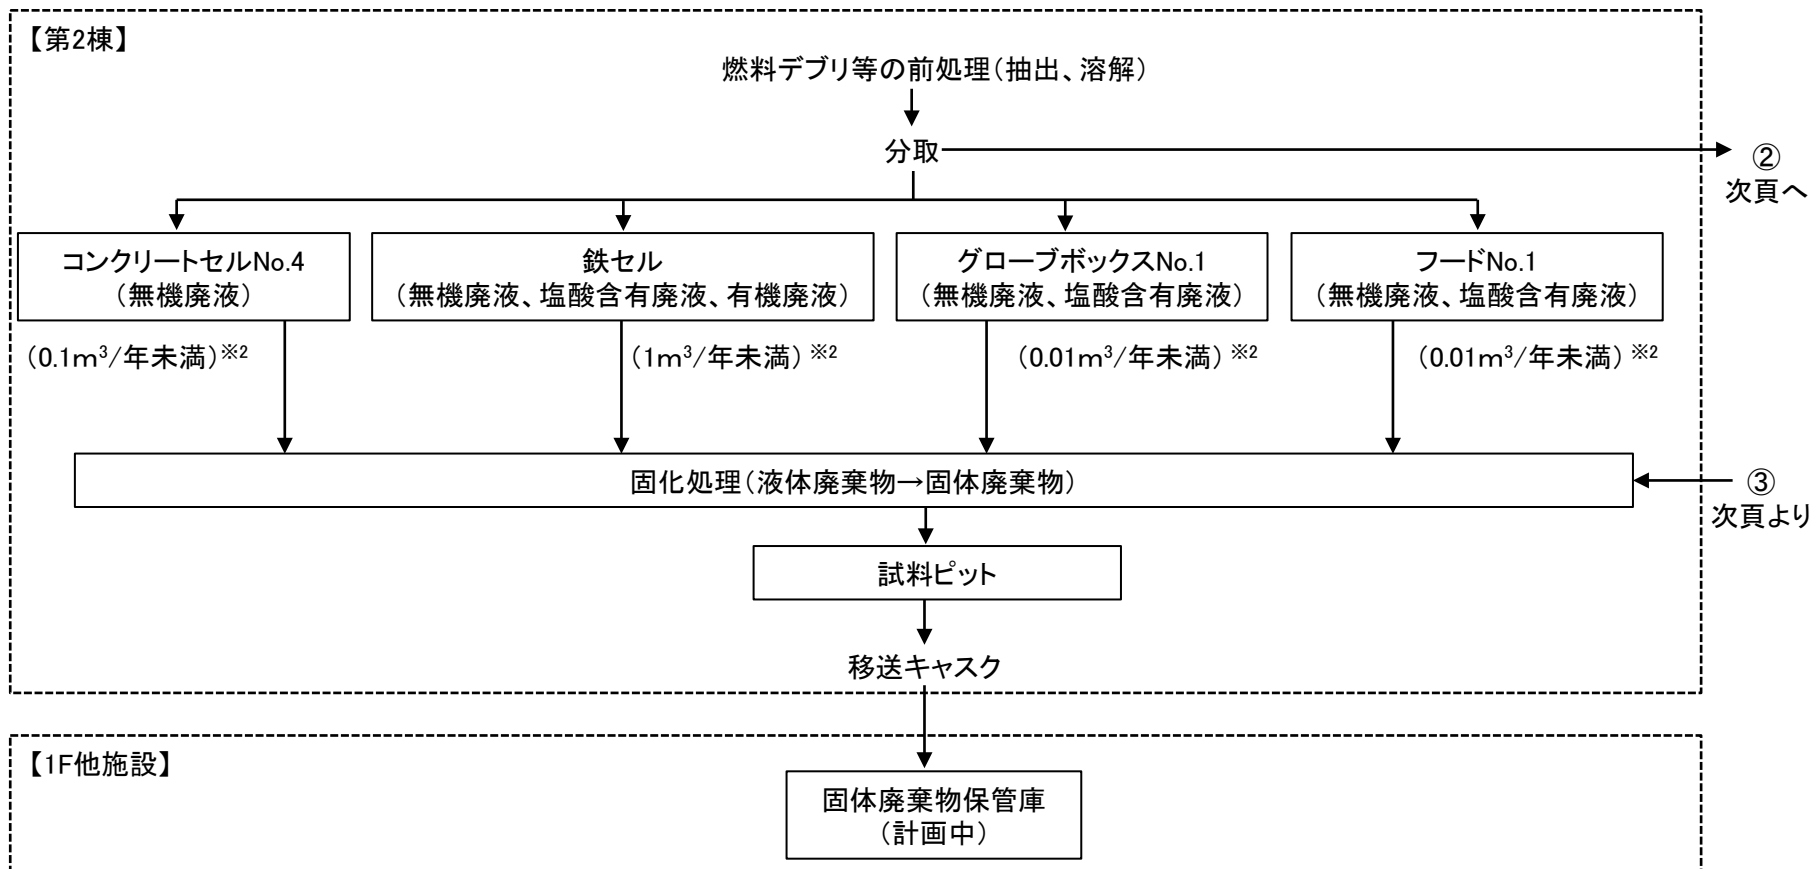 【第2棟】
燃料デブリ等の前処理(抽出、溶解)
分取
②
次頁へ
コンクリートセルNo.4
(無機廃液)
鉄セル
(無機廃液、塩酸含有廃液、有機廃液)
グローブボックスNo.1
(無機廃液、塩酸含有廃液)
フードNo.1
(無機廃液、塩酸含有廃液)
(0.1m³/年未満)※2
(1m³/年未満)※2
(0.01m³/年未満)※2
(0.01m³/年未満)※2
固化処理(液体廃棄物→固体廃棄物)
③
次頁より
試料ピット
移送キャスク
【1F他施設】
固体廃棄物保管庫
(計画中)